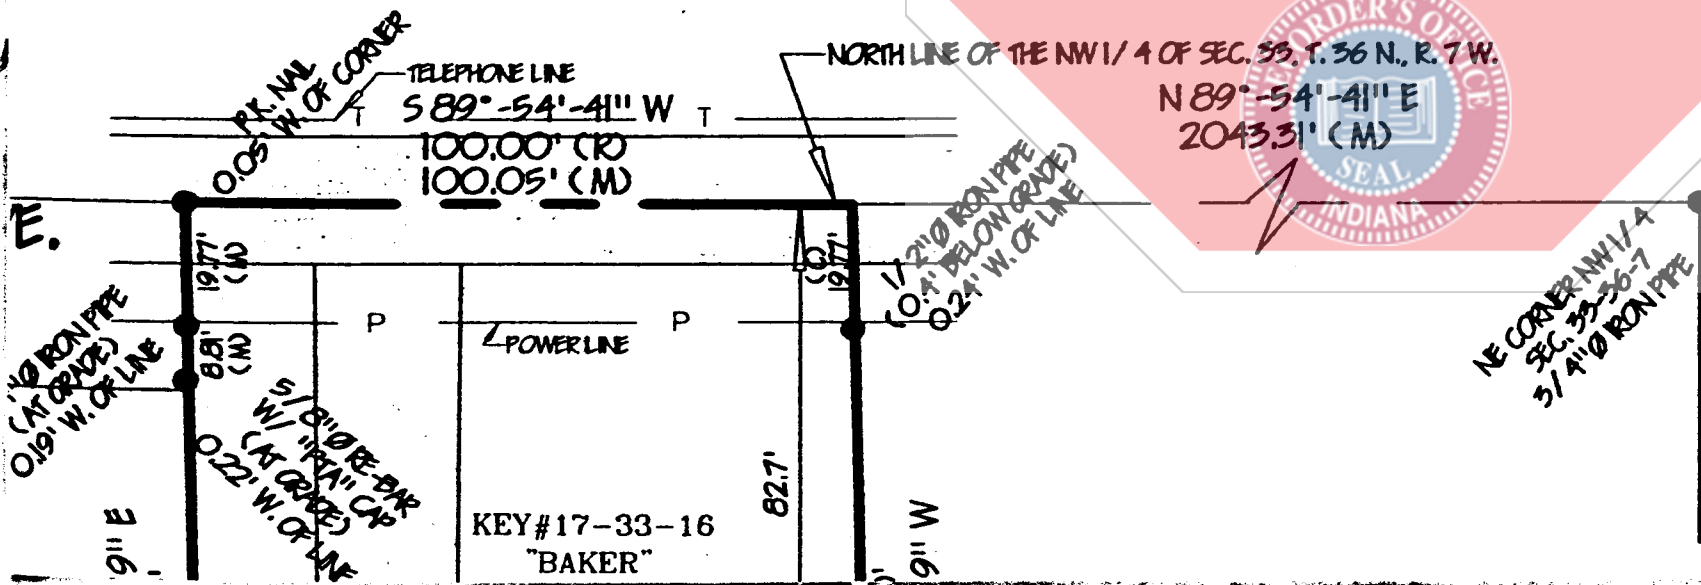 P.K. NAIL
0.05' W. OF CORNER
TELEPHONE LINE
S 89°-54'-41" W
T
T
100.00' (R)
100.05' (M)
NORTH LINE OF THE NW 1/4 OF SEC. 33, T. 36 N., R. 7 W.
N 89°-54'-41" E
2043.31' (M)
RECORDER'S OFFICE
SEAL
INDIANA
E.
19.77'
(M)
(C)
19.77'
2"Ø IRON PIPE
BELOW GRADE)
0.24' W. OF LINE
NE CORNER NW 1/4
SEC. 33-36-7
3/4"Ø IRON PIPE
P
POWER LINE
P
8.81'
(M)
"Ø IRON PIPE
(AT GRADE)
0.19' W. OF LINE
5/8"Ø RE-BAR
W/ "PTA" CAP
(AT GRADE)
0.22' W. OF LINE
82.7'
KEY#17-33-16
"BAKER"
9" E
9" W